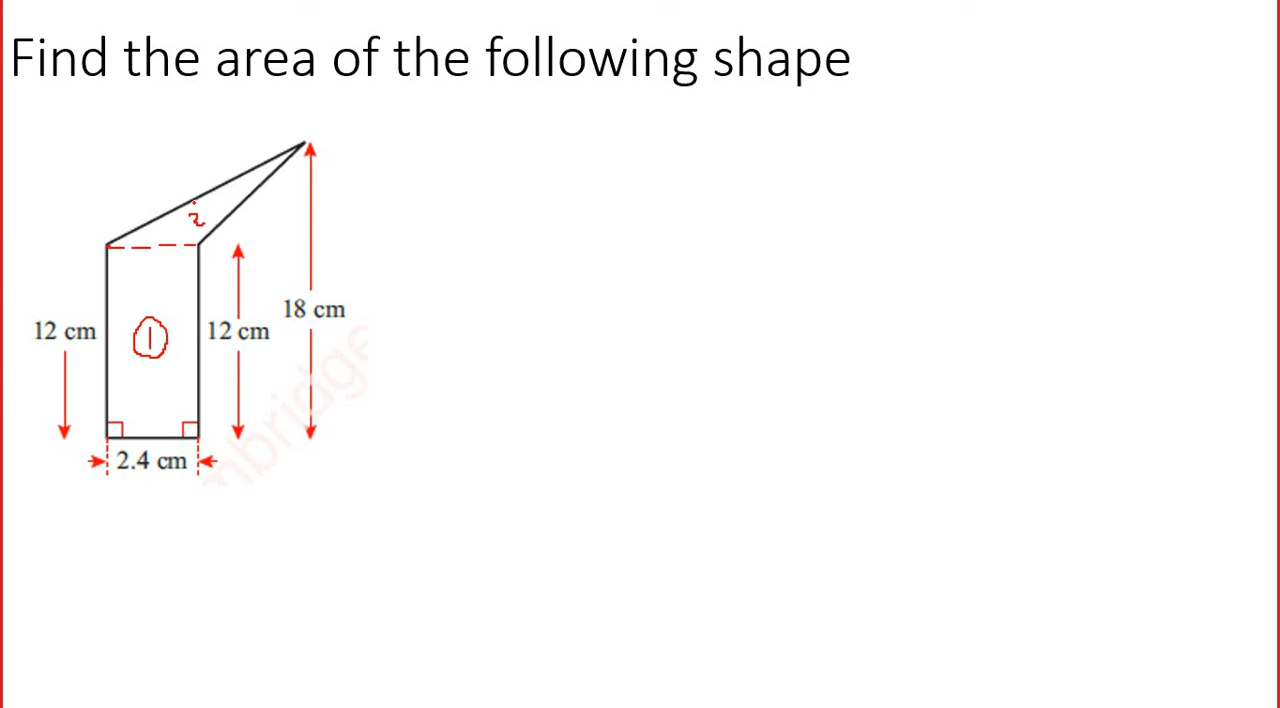 Find the area of the following shape
2
18 cm
12 cm
1
12 cm
2.4 cm